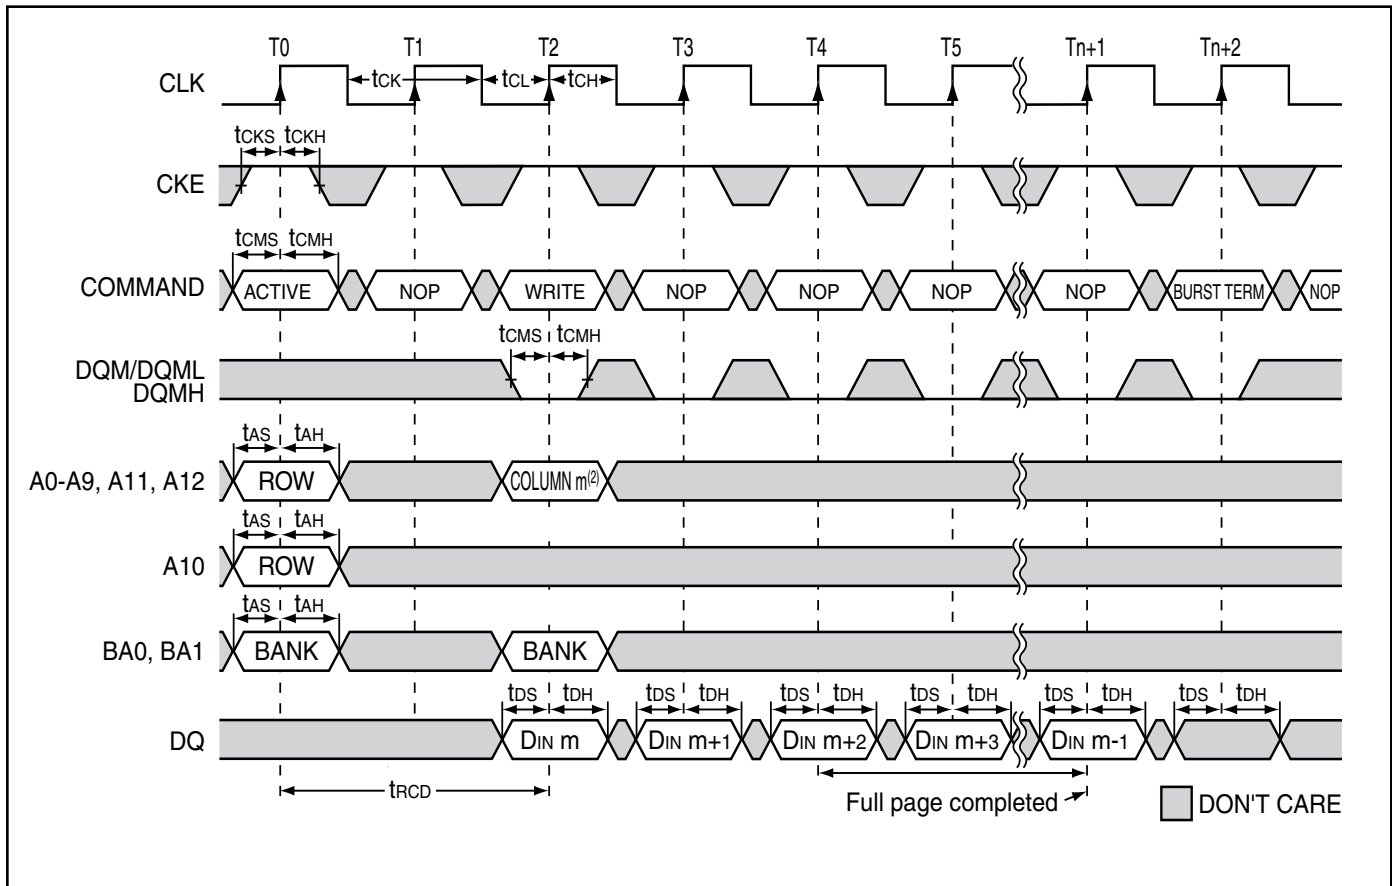 T0 T1 T2 T3 T4 T5 Tn+1 Tn+2
CLK tCK tCL tCH
tCKS tCKH
CKE
tCMS tCMH
COMMAND ACTIVE NOP WRITE NOP NOP NOP NOP BURST TERM NOP
tCMS tCMH
DQM/DQML
DQMH
tAS tAH
A0-A9, A11, A12 ROW COLUMN m(2)
tAS tAH
A10 ROW
tAS tAH
BA0, BA1 BANK BANK
tDS tDH tDS tDH tDS tDH tDS tDH tDS tDH tDS tDH
DQ DIN m DIN m+1 DIN m+2 DIN m+3 DIN m-1
tRCD
Full page completed
DON'T CARE